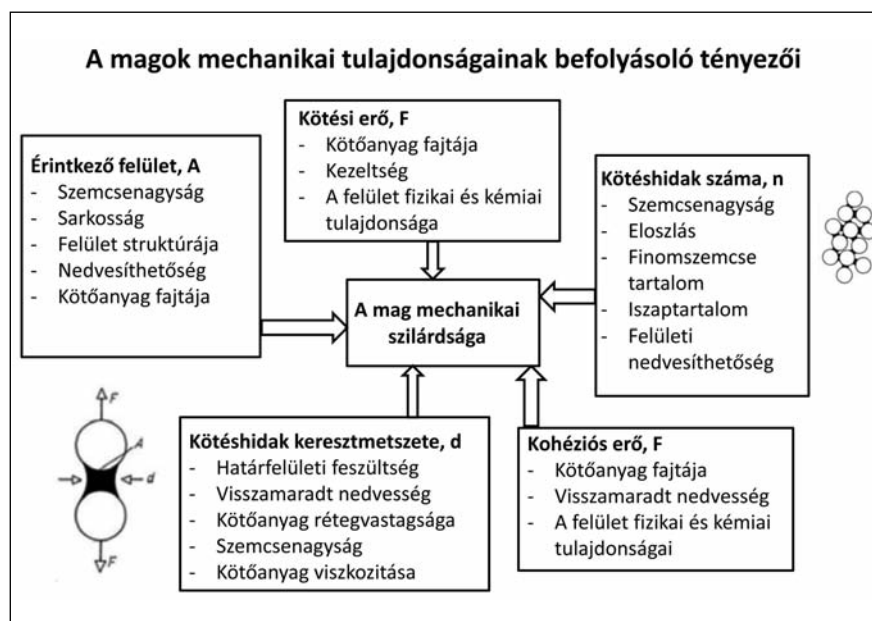 A magok mechanikai tulajdonságainak befolyásoló tényezői
Kötési erő, F
- Kötőanyag fajtája
- Kezeltség
- A felület fizikai és kémiai
tulajdonsága
Érintkező felület, A
- Szemcsenagyság
- Sarkosság
- Felület struktúrája
- Nedvesíthetőség
- Kötőanyag fajtája
Kötéshidak száma, n
- Szemcsenagyság
- Eloszlás
- Finomszemcse
tartalom
- Iszaptartalom
- Felületi
nedvesíthetőség
A mag mechanikai
szilárdsága
F
A
d
F
Kötéshidak keresztmetszete, d
- Határfelületi feszültség
- Visszamaradt nedvesség
- Kötőanyag rétegvastagsága
- Szemcsenagyság
- Kötőanyag viszkozitása
Kohéziós erő, F
- Kötőanyag fajtája
- Visszamaradt nedvesség
- A felület fizikai és kémiai
tulajdonságai